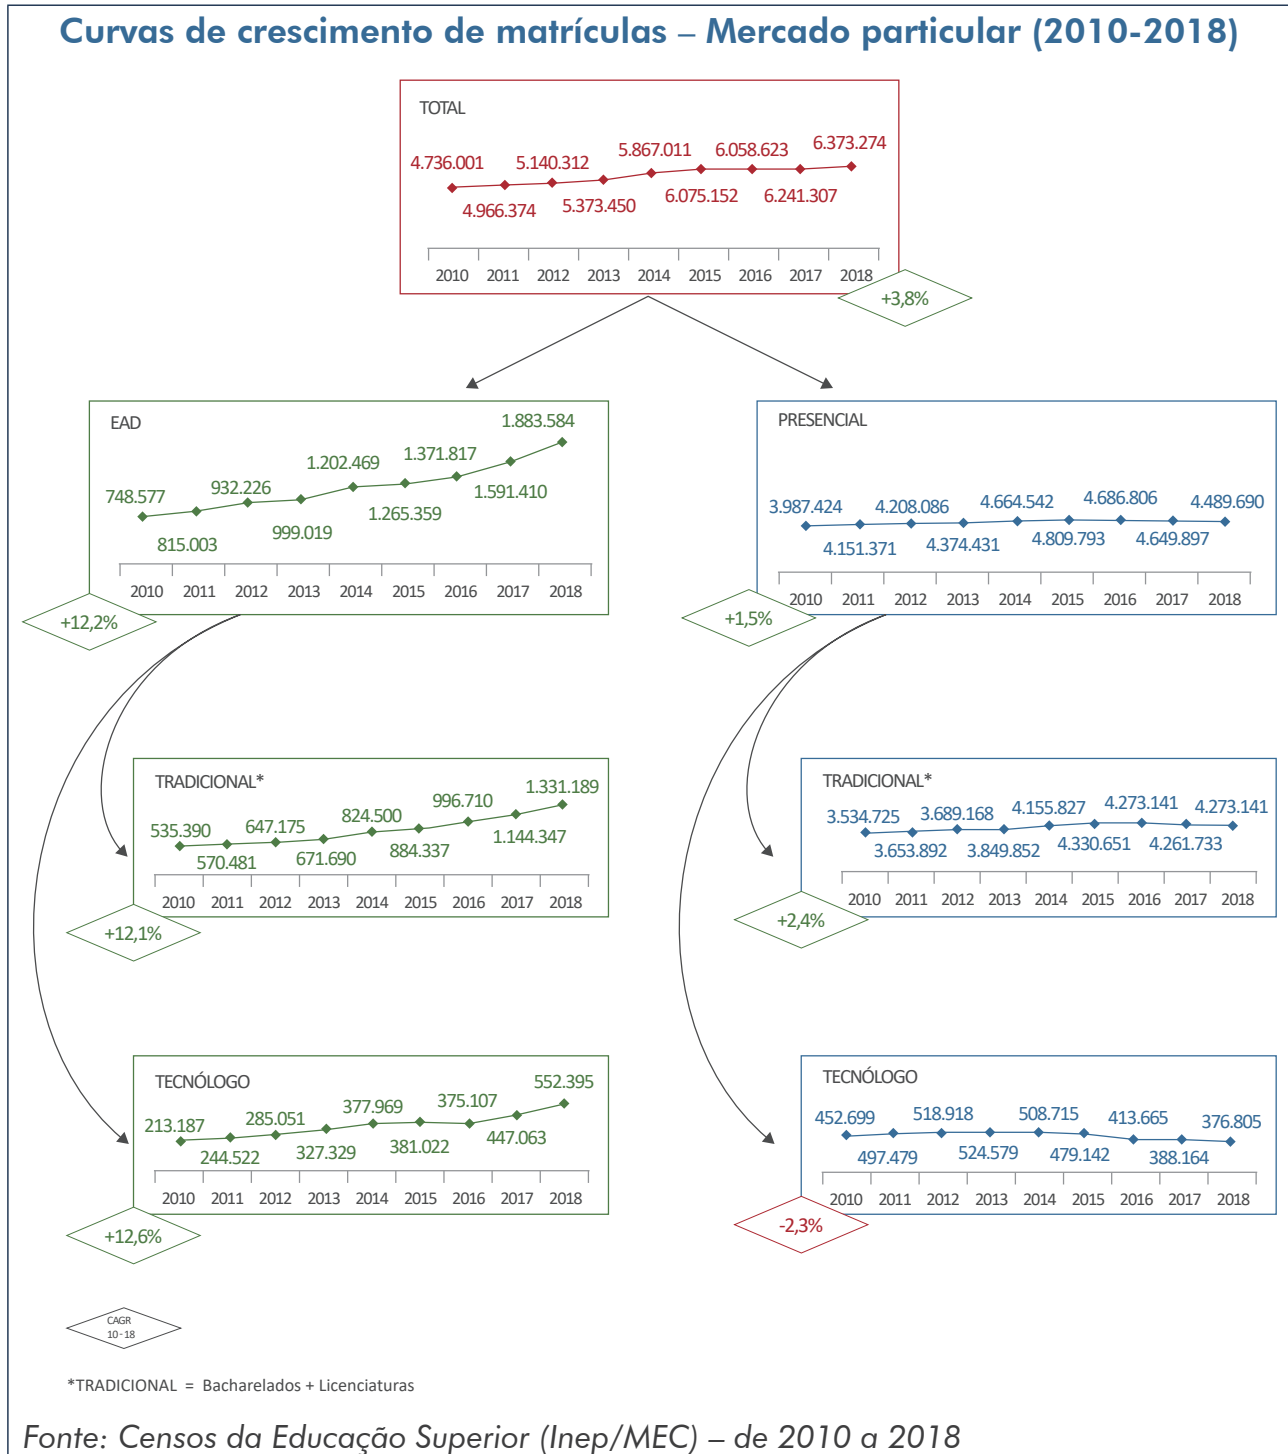 Curvas de crescimento de matrículas – Mercado particular (2010-2018)
TOTAL
4.736.001 5.140.312 5.867.011 6.058.623 6.373.274
4.966.374 5.373.450 6.075.152 6.241.307
2010 2011 2012 2013 2014 2015 2016 2017 2018
+3,8%
EAD
748.577 932.226 1.202.469 1.371.817 1.883.584
815.003 999.019 1.265.359 1.591.410
2010 2011 2012 2013 2014 2015 2016 2017 2018
+12,2%
PRESENCIAL
3.987.424 4.208.086 4.664.542 4.686.806 4.489.690
4.151.371 4.374.431 4.809.793 4.649.897
2010 2011 2012 2013 2014 2015 2016 2017 2018
+1,5%
TRADICIONAL*
535.390 647.175 824.500 996.710 1.331.189
570.481 671.690 884.337 1.144.347
2010 2011 2012 2013 2014 2015 2016 2017 2018
+12,1%
TRADICIONAL*
3.534.725 3.689.168 4.155.827 4.273.141 4.273.141
3.653.892 3.849.852 4.330.651 4.261.733
2010 2011 2012 2013 2014 2015 2016 2017 2018
+2,4%
TECNÓLOGO
213.187 285.051 377.969 375.107 552.395
244.522 327.329 381.022 447.063
2010 2011 2012 2013 2014 2015 2016 2017 2018
+12,6%
TECNÓLOGO
452.699 518.918 508.715 413.665 376.805
497.479 524.579 479.142 388.164
2010 2011 2012 2013 2014 2015 2016 2017 2018
-2,3%
CAGR
10-18
*TRADICIONAL = Bacharelados + Licenciaturas
Fonte: Censos da Educação Superior (Inep/MEC) – de 2010 a 2018